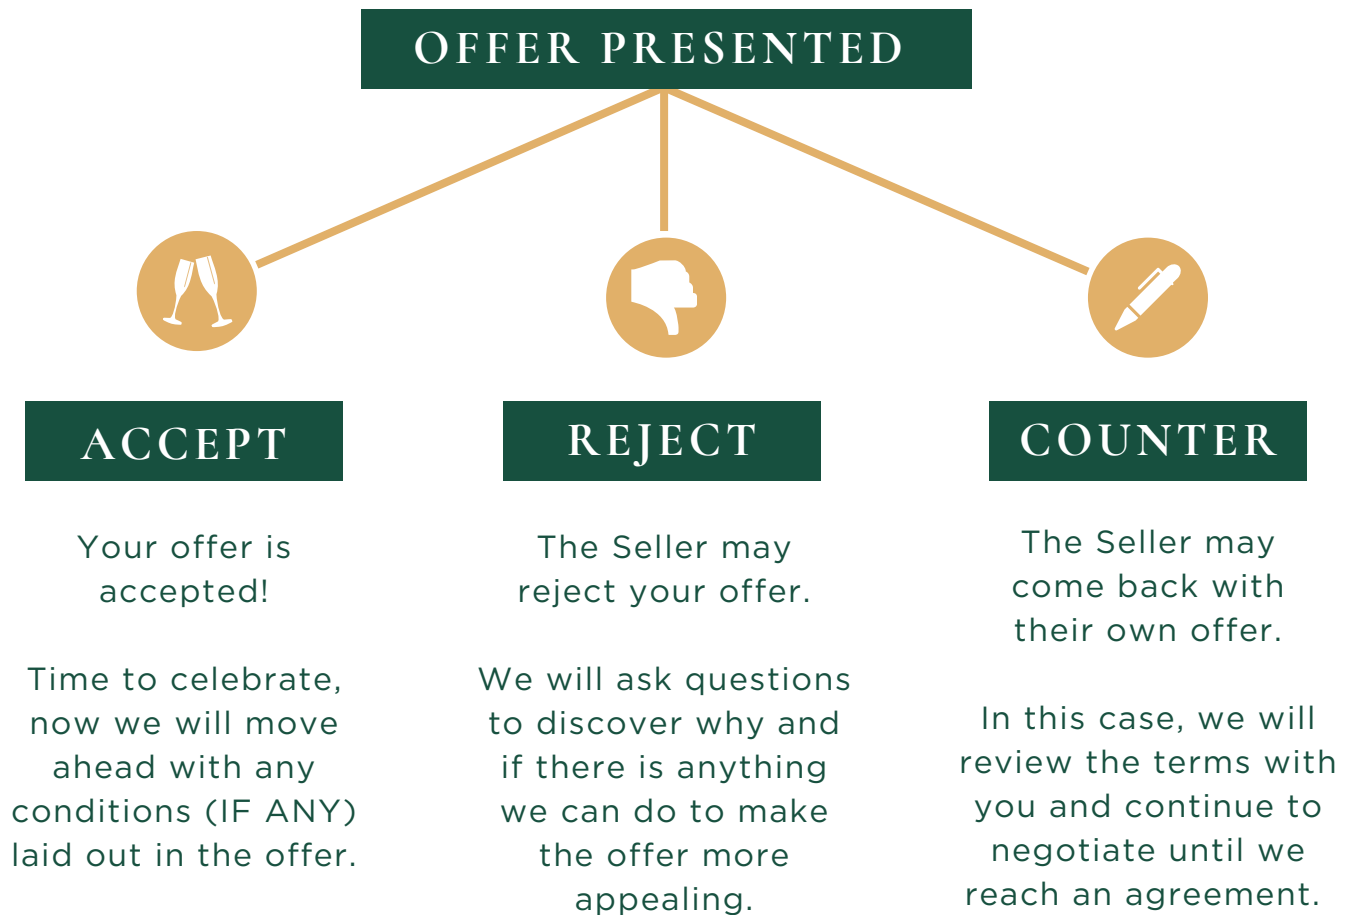 OFFER PRESENTED
ACCEPT
Your offer is
accepted!
Time to celebrate,
now we will move
ahead with any
conditions (IF ANY)
laid out in the offer.
REJECT
The Seller may
reject your offer.
We will ask questions
to discover why and
if there is anything
we can do to make
the offer more
appealing.
COUNTER
The Seller may
come back with
their own offer.
In this case, we will
review the terms with
you and continue to
negotiate until we
reach an agreement.